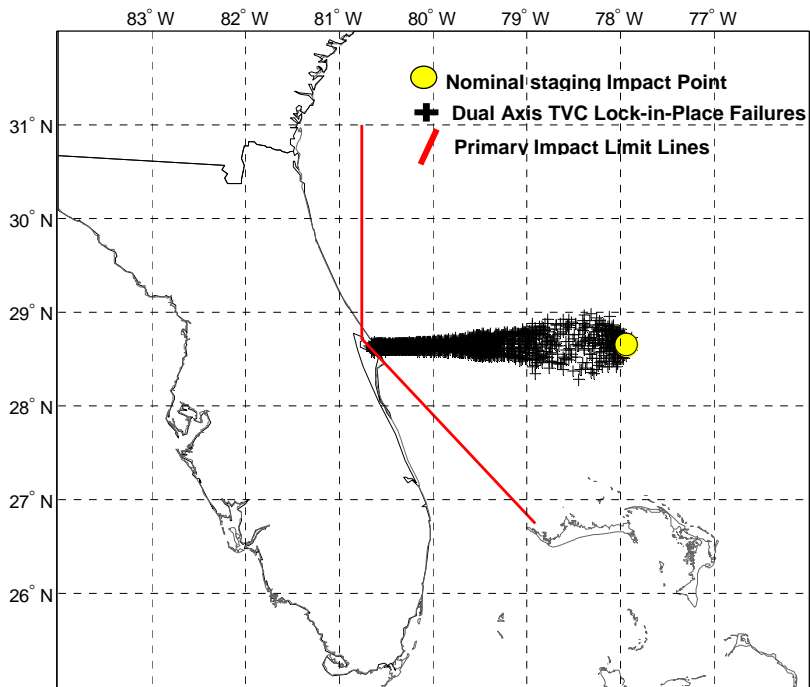 83° W 82° W 81° W 80° W 79° W 78° W 77° W
Nominal staging Impact Point
Dual Axis TVC Lock-in-Place Failures
Primary Impact Limit Lines
31° N
30° N
29° N
28° N
27° N
26° N